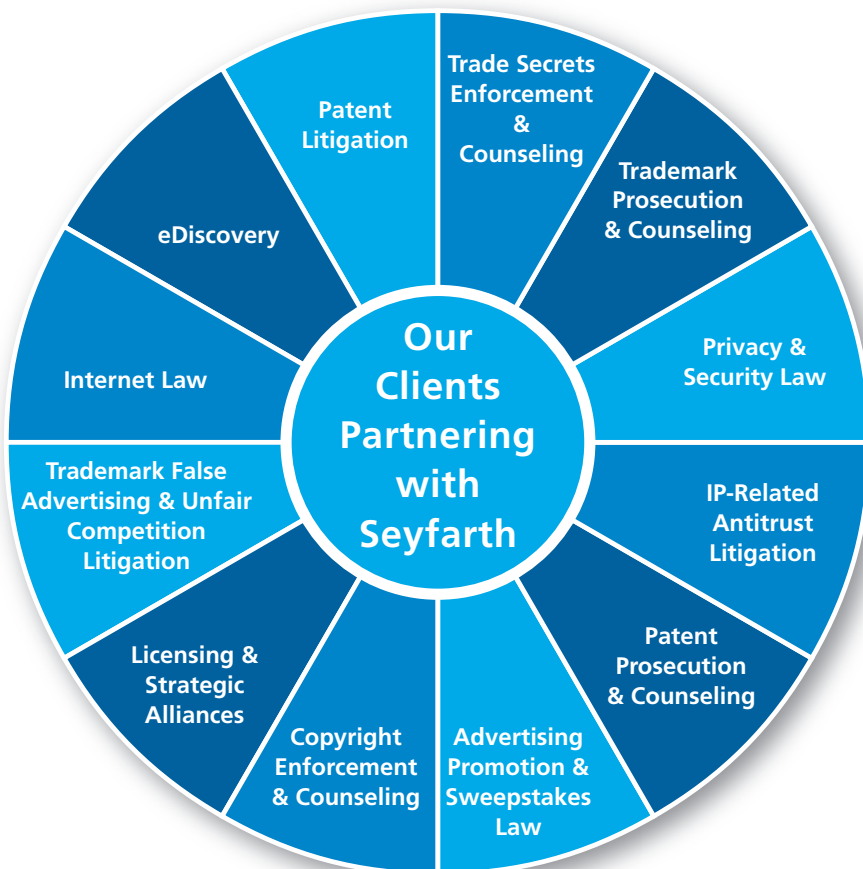 Trade Secrets
Enforcement
&
Counseling
Trademark
Prosecution
& Counseling
Privacy &
Security Law
IP-Related
Antitrust
Litigation
Patent
Prosecution
& Counseling
Advertising
Promotion &
Sweepstakes
Law
Copyright
Enforcement
& Counseling
Licensing &
Strategic
Alliances
Trademark False
Advertising & Unfair
Competition
Litigation
Internet Law
eDiscovery
Patent
Litigation
Our
Clients
Partnering
with
Seyfarth